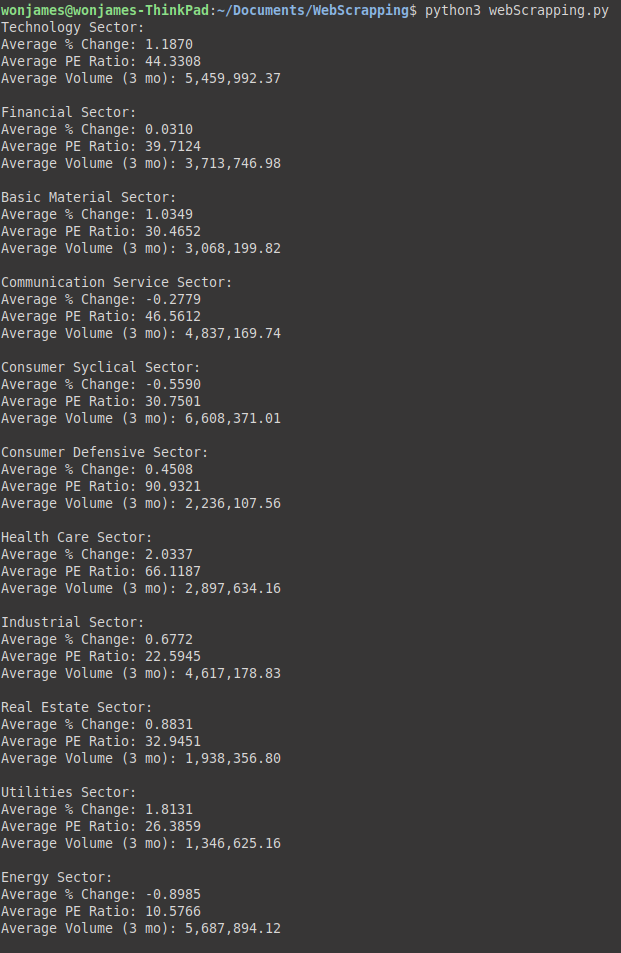 wonjames@wonjames-ThinkPad:~/Documents/WebScrapping$ python3 webScrapping.py
Technology Sector:
Average % Change: 1.1870
Average PE Ratio: 44.3308
Average Volume (3 mo): 5,459,992.37
Financial Sector:
Average % Change: 0.0310
Average PE Ratio: 39.7124
Average Volume (3 mo): 3,713,746.98
Basic Material Sector:
Average % Change: 1.0349
Average PE Ratio: 30.4652
Average Volume (3 mo): 3,068,199.82
Communication Service Sector:
Average % Change: -0.2779
Average PE Ratio: 46.5612
Average Volume (3 mo): 4,837,169.74
Consumer Syclical Sector:
Average % Change: -0.5590
Average PE Ratio: 30.7501
Average Volume (3 mo): 6,608,371.01
Consumer Defensive Sector:
Average % Change: 0.4508
Average PE Ratio: 90.9321
Average Volume (3 mo): 2,236,107.56
Health Care Sector:
Average % Change: 2.0337
Average PE Ratio: 66.1187
Average Volume (3 mo): 2,897,634.16
Industrial Sector:
Average % Change: 0.6772
Average PE Ratio: 22.5945
Average Volume (3 mo): 4,617,178.83
Real Estate Sector:
Average % Change: 0.8831
Average PE Ratio: 32.9451
Average Volume (3 mo): 1,938,356.80
Utilities Sector:
Average % Change: 1.8131
Average PE Ratio: 26.3859
Average Volume (3 mo): 1,346,625.16
Energy Sector:
Average % Change: -0.8985
Average PE Ratio: 10.5766
Average Volume (3 mo): 5,687,894.12